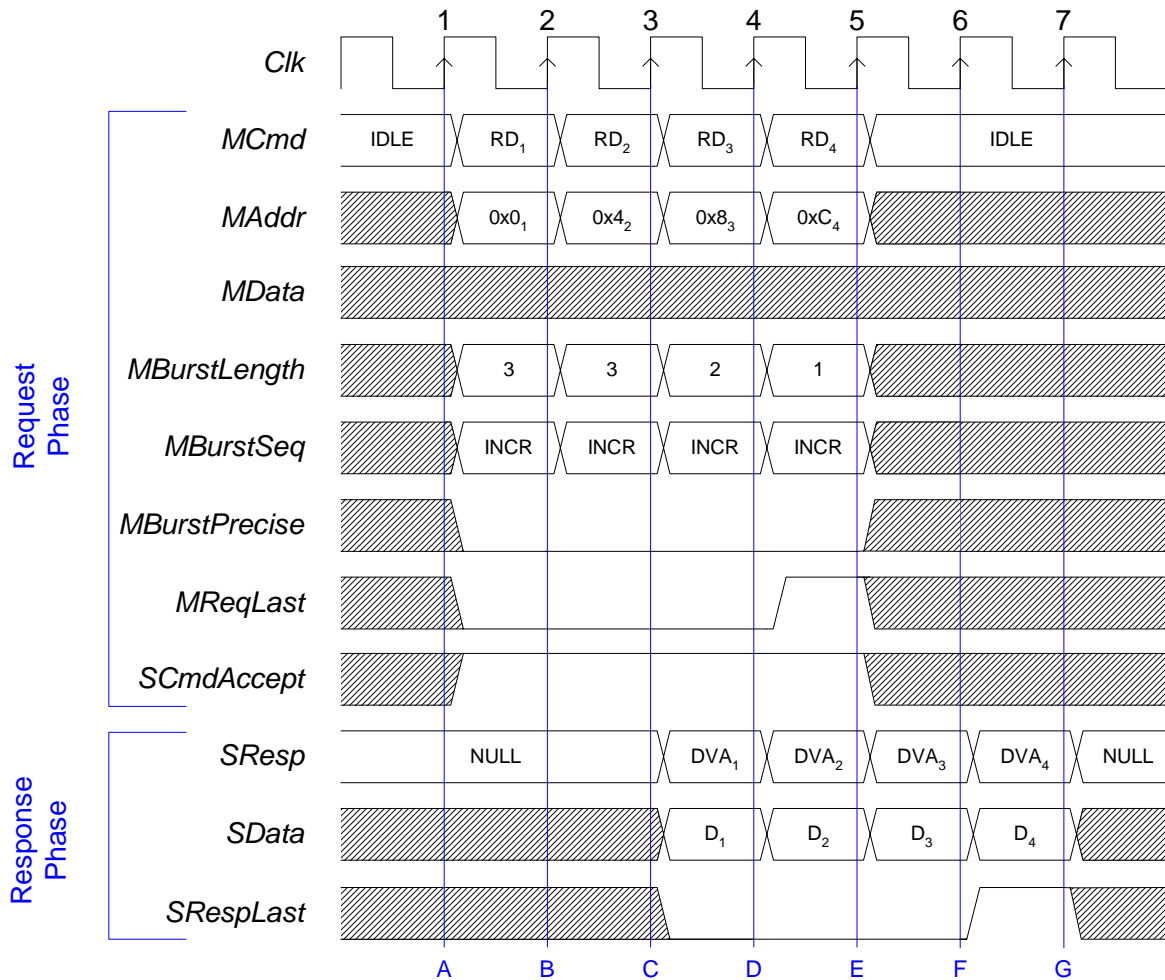 1 2 3 4 5 6 7
Clk
MCmd IDLE RD1 RD2 RD3 RD4 IDLE
MAddr 0x01 0x42 0x83 0xC4
MData
MBurstLength 3 3 2 1
MBurstSeq INCR INCR INCR INCR
MBurstPrecise
MReqLast
SCmdAccept
Request
Phase
SResp NULL DVA1 DVA2 DVA3 DVA4 NULL
SData D1 D2 D3 D4
SRespLast
Response
Phase
A B C D E F G